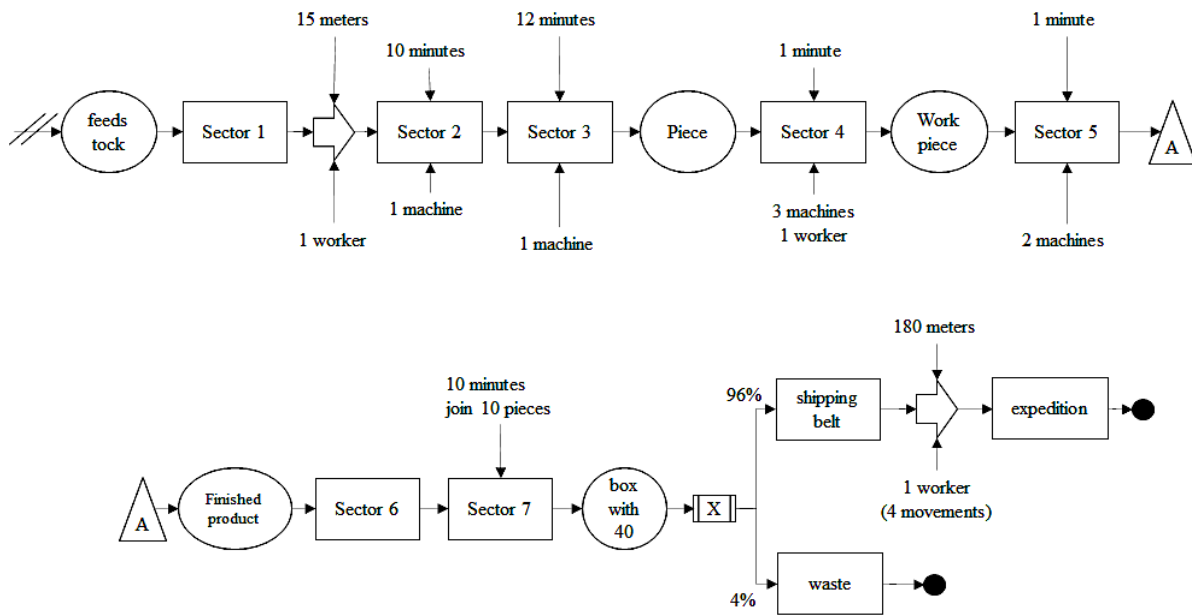 15 meters
12 minutes
1 minute
10 minutes
1 minute
feeds
tock
Sector 1
Sector 2
Sector 3
Piece
Sector 4
Work
piece
Sector 5
A
1 machine
3 machines
1 worker
1 worker
1 machine
2 machines
180 meters
10 minutes
join 10 pieces
96%
shipping
belt
expedition
A
Finished
product
Sector 6
Sector 7
box
with
40
X
1 worker
(4 movements)
4%
waste